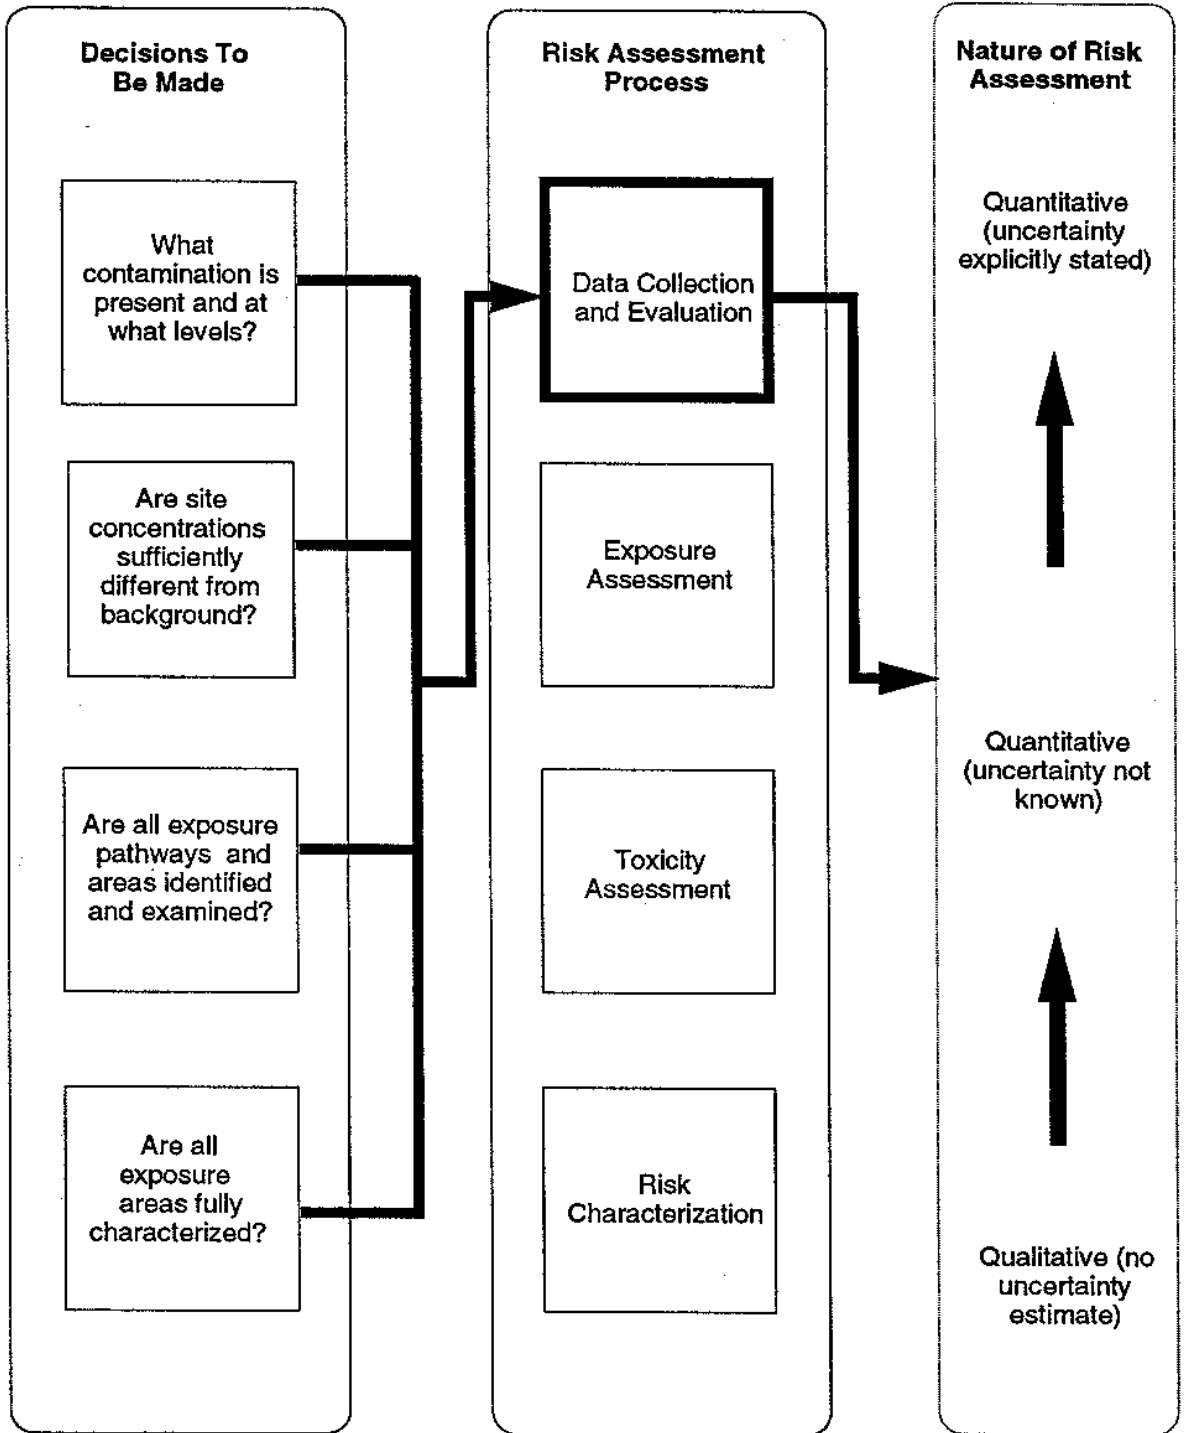 Decisions To
Be Made
What
contamination is
present and at
what levels?
Are site
concentrations
sufficiently
different from
background?
Are all exposure
pathways and
areas identified
and examined?
Are all
exposure
areas fully
characterized?
Risk Assessment
Process
Data Collection
and Evaluation
Exposure
Assessment
Toxicity
Assessment
Risk
Characterization
Nature of Risk
Assessment
Quantitative
(uncertainty
explicitly stated)
Quantitative
(uncertainty not
known)
Qualitative (no
uncertainty
estimate)